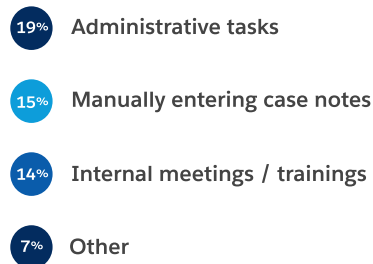 19% Administrative tasks
15% Manually entering case notes
14% Internal meetings / trainings
7% Other